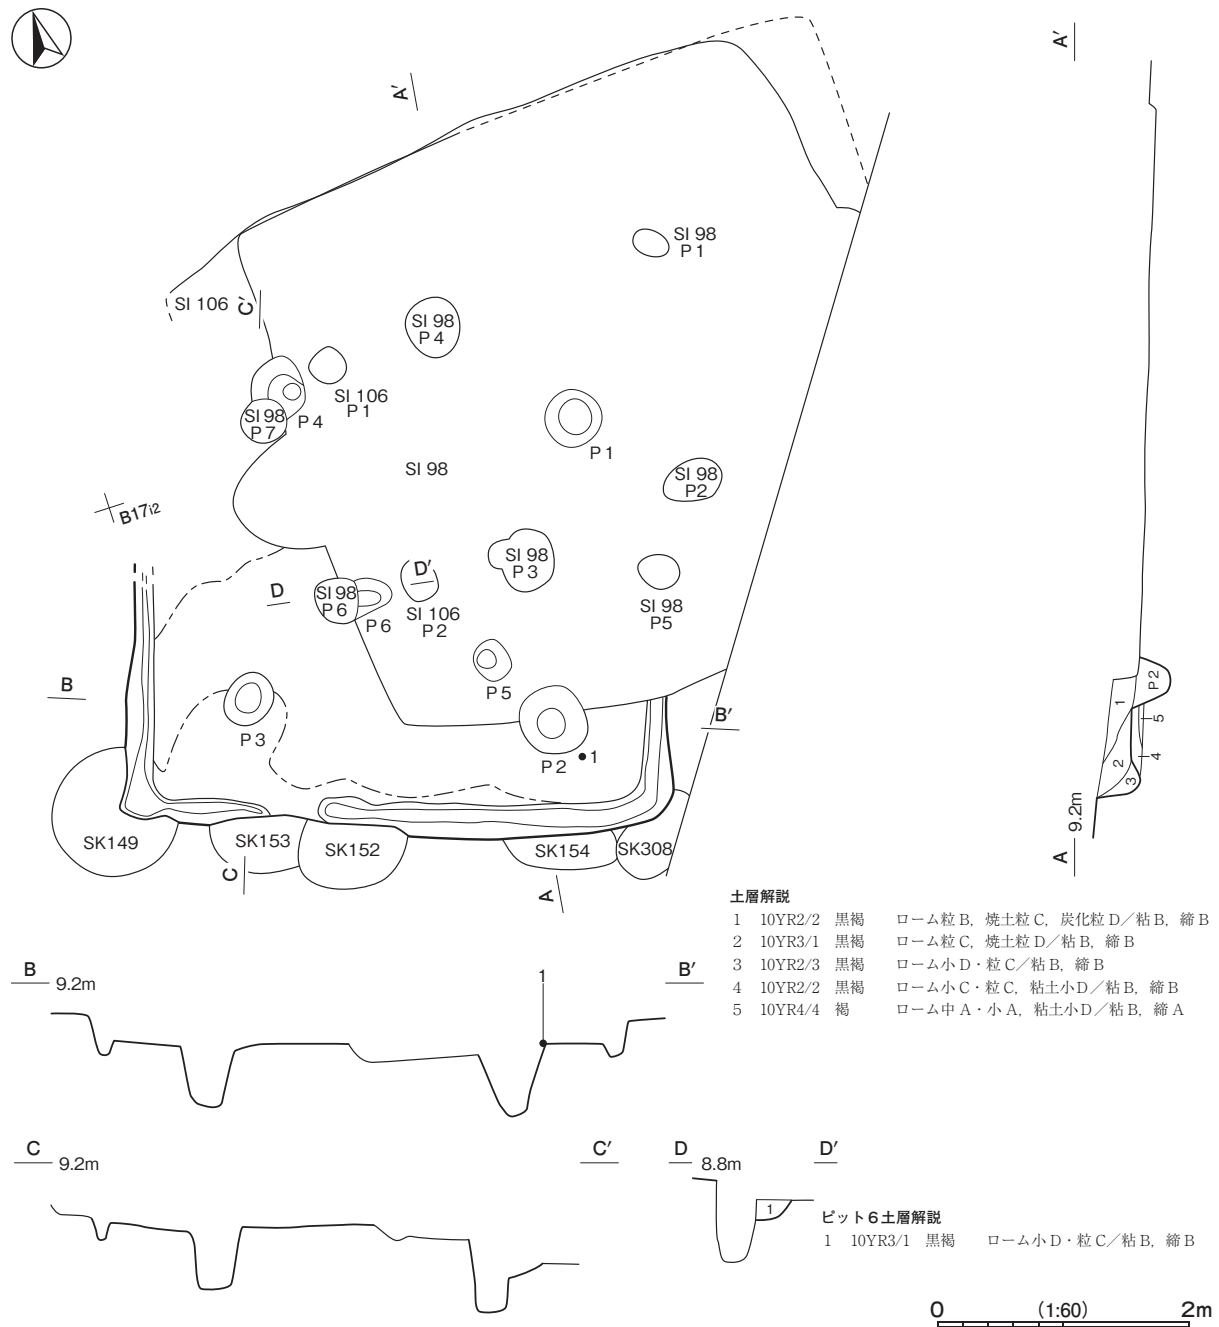 A′
A′
SI 98
P 1
SI 106
C′
SI 98
P 4
SI 106
P 1
SI 98
P 7
P 4
P 1
SI 98
SI 98
P2
B17i2
SI 98
P 3
D′
D
SI 98
P 6
P 6
SI 106
P 2
SI 98
P 5
P 5
B
B′
P 3
P 2
1
P2
1
5
2
4
3
9.2m
A
SK149
SK153
SK152
SK154
SK308
C
A
土層解説
1 10YR2/2 黒褐 ローム粒 B，焼土粒 C，炭化粒 D／粘 B，締 B
2 10YR3/1 黒褐 ローム粒 C，焼土粒 D／粘 B，締 B
3 10YR2/3 黒褐 ローム小 D・粒 C／粘 B，締 B
4 10YR2/2 黒褐 ローム小 C・粒 C，粘土小 D／粘 B，締 B
5 10YR4/4 褐 ローム中 A・小 A，粘土小 D／粘 B，締 A
B 9.2m
1
B′
C 9.2m
C′
D 8.8m
D′
1
ピット６土層解説
1 10YR3/1 黒褐 ローム小 D・粒 C／粘 B，締 B
0 (1:60) 2m